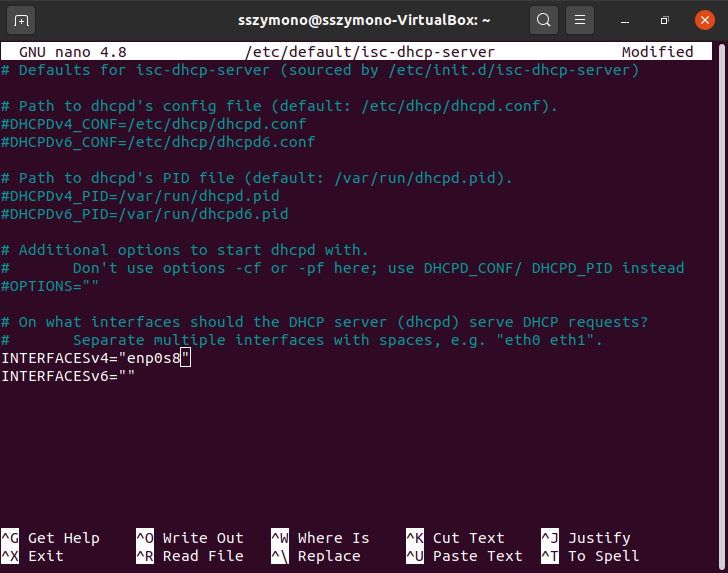 sszymono@sszymono-VirtualBox: ~
GNU nano 4.8 /etc/default/isc-dhcp-server Modified
# Defaults for isc-dhcp-server (sourced by /etc/init.d/isc-dhcp-server)
# Path to dhcpd's config file (default: /etc/dhcp/dhcpd.conf).
#DHCPDv4_CONF=/etc/dhcp/dhcpd.conf
#DHCPDv6_CONF=/etc/dhcp/dhcpd6.conf
# Path to dhcpd's PID file (default: /var/run/dhcpd.pid).
#DHCPDv4_PID=/var/run/dhcpd.pid
#DHCPDv6_PID=/var/run/dhcpd6.pid
# Additional options to start dhcpd with.
#       Don't use options -cf or -pf here; use DHCPD_CONF/ DHCPD_PID instead
#OPTIONS=""
# On what interfaces should the DHCP server (dhcpd) serve DHCP requests?
#       Separate multiple interfaces with spaces, e.g. "eth0 eth1".
INTERFACESv4="enp0s8"
INTERFACESv6=""
^G Get Help ^O Write Out ^W Where Is ^K Cut Text ^J Justify
^X Exit ^R Read File ^\ Replace ^U Paste Text ^T To Spell